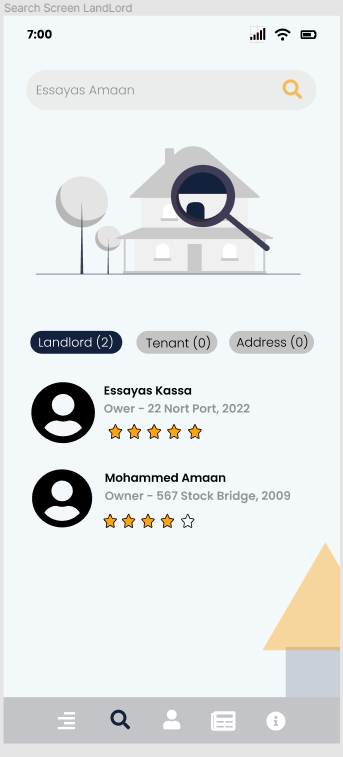 Search Screen LandLord
7:00
Essayas Amaan
Landlord (2) Tenant (0) Address (0)
Essayas Kassa
Ower - 22 Nort Port, 2022
Mohammed Amaan
Owner - 567 Stock Bridge, 2009